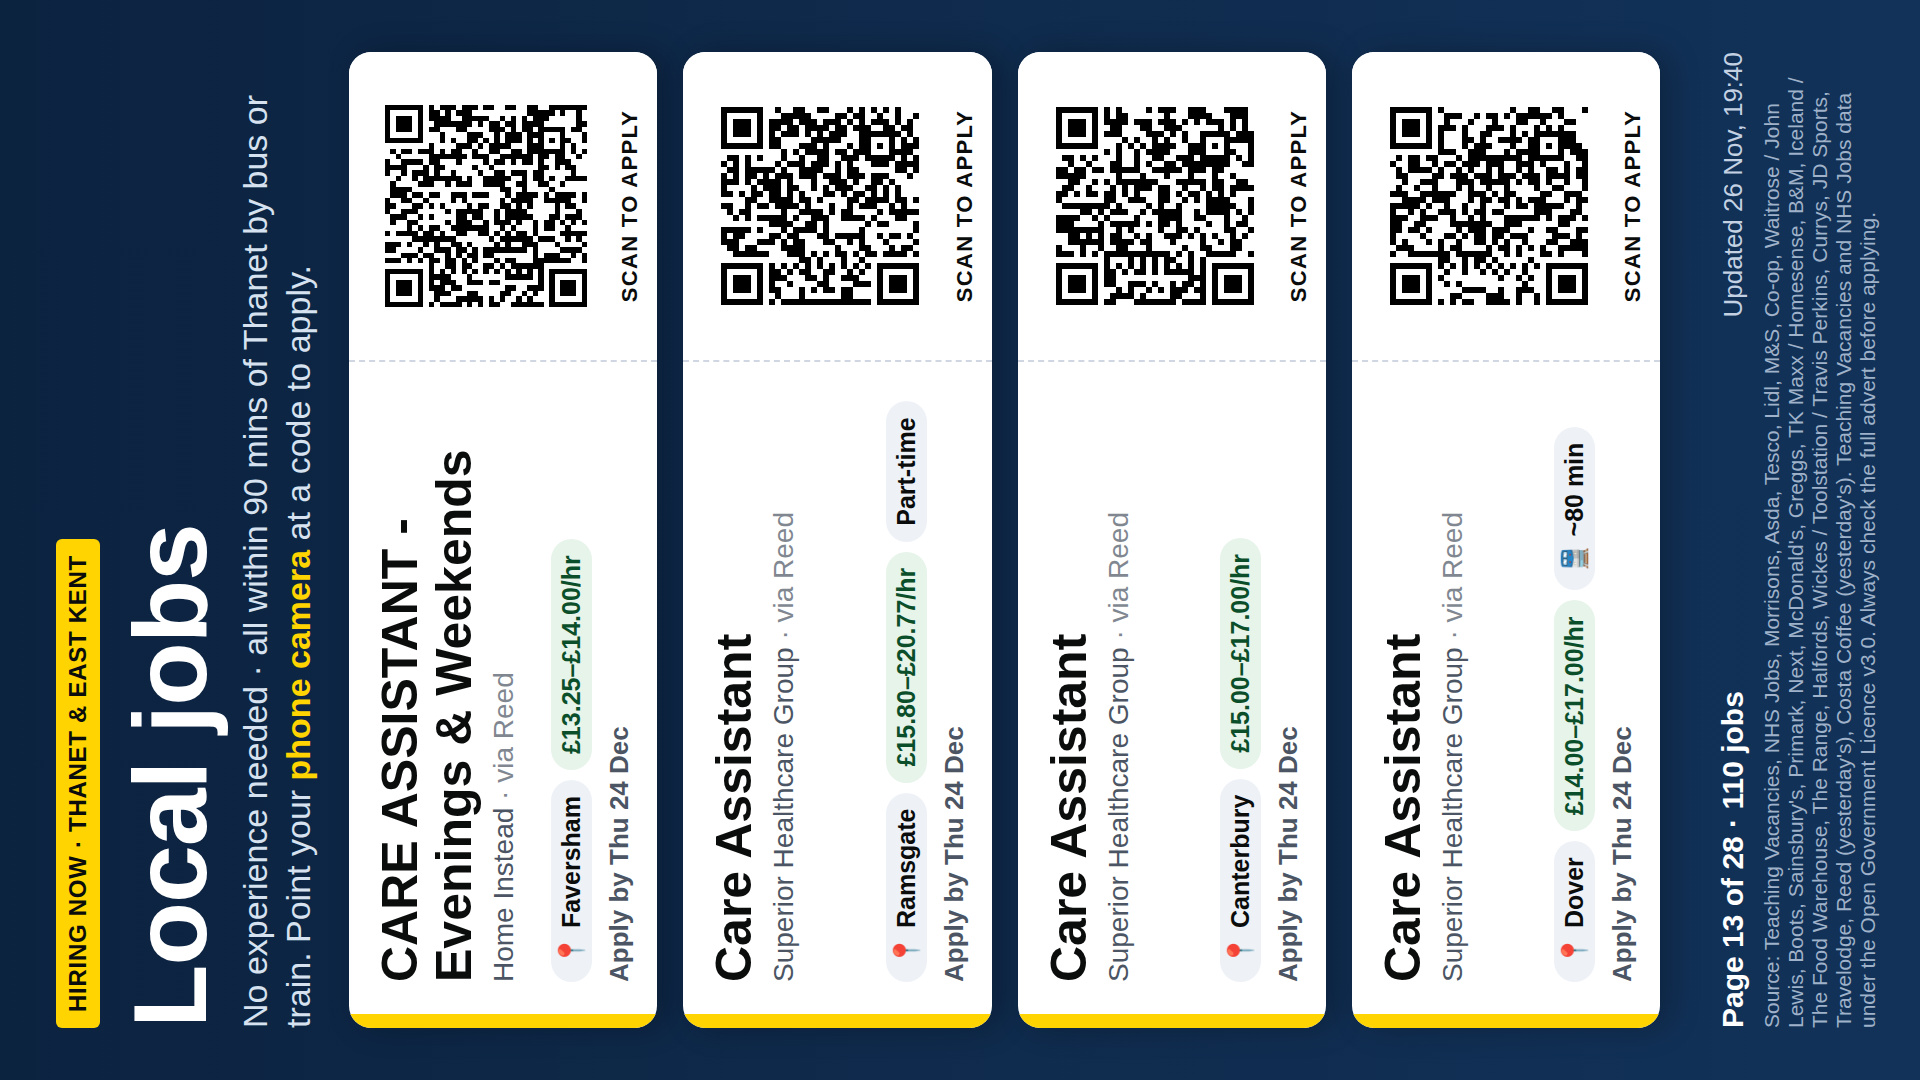 HIRING NOW · THANET & EAST KENT
Local jobs
No experience needed · all within 90 mins of Thanet by bus or
train. Point your phone camera at a code to apply.
CARE ASSISTANT -
Evenings & Weekends
Home Instead · via Reed
Faversham £13.25–£14.00/hr
Apply by Thu 24 Dec
SCAN TO APPLY
Care Assistant
Superior Healthcare Group · via Reed
Ramsgate £15.80–£20.77/hr Part-time
Apply by Thu 24 Dec
SCAN TO APPLY
Care Assistant
Superior Healthcare Group · via Reed
Canterbury £15.00–£17.00/hr
Apply by Thu 24 Dec
SCAN TO APPLY
Care Assistant
Superior Healthcare Group · via Reed
Dover £14.00–£17.00/hr ~80 min
Apply by Thu 24 Dec
SCAN TO APPLY
Page 13 of 28 · 110 jobs Updated 26 Nov, 19:40
Source: Teaching Vacancies, NHS Jobs, Morrisons, Asda, Tesco, Lidl, M&S, Co-op, Waitrose / John
Lewis, Boots, Sainsbury's, Primark, Next, McDonald's, Greggs, TK Maxx / Homesense, B&M, Iceland /
The Food Warehouse, The Range, Halfords, Wickes / Toolstation / Travis Perkins, Currys, JD Sports,
Travelodge, Reed (yesterday's), Costa Coffee (yesterday's). Teaching Vacancies and NHS Jobs data
under the Open Government Licence v3.0. Always check the full advert before applying.